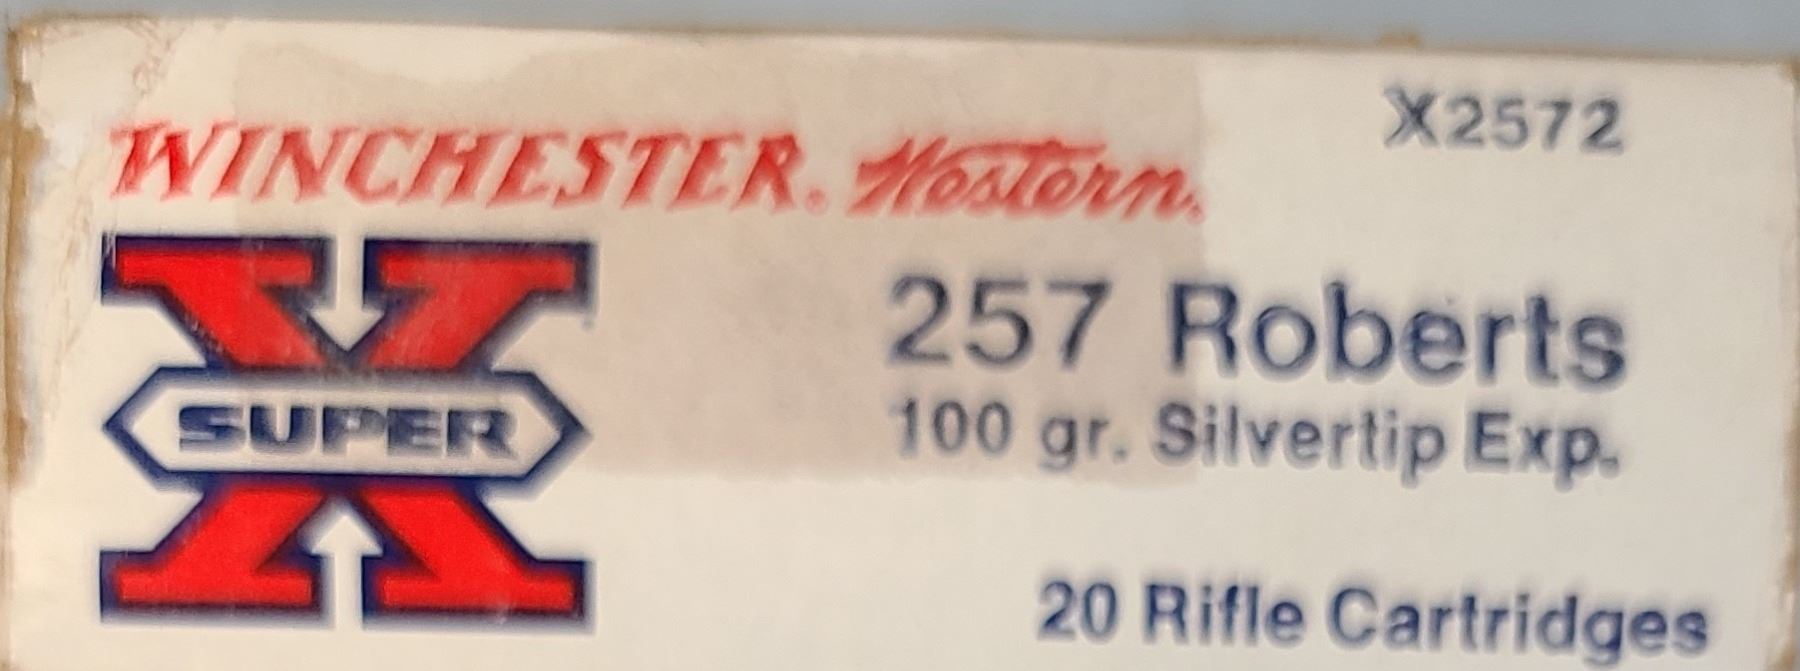 WINCHESTER. Western.
X2572
SUPER X
257 Roberts
100 gr. Silvertip Exp.
20 Rifle Cartridges